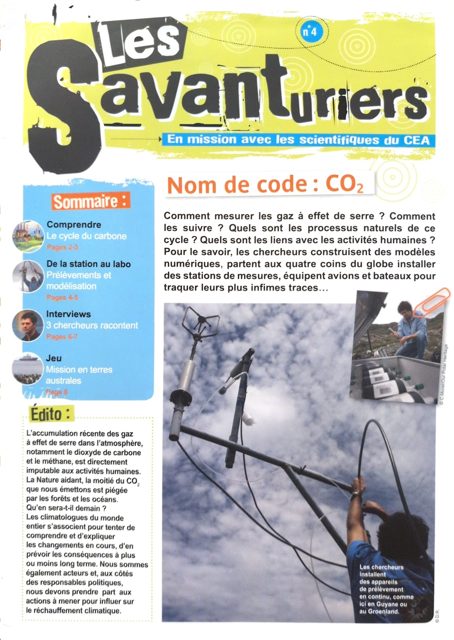 Les
n°4
Savanturiers
En mission avec les scientifiques du CEA
Sommaire :
Comprendre
Le cycle du carbone
Pages 2-3
De la station au labo
Prélèvements et
modélisation
Pages 4-5
Interviews
3 chercheurs racontent
Pages 6-7
Jeu
Mission en terres
australes
Page 8
Nom de code : CO2
Comment mesurer les gaz à effet de serre ? Comment
les suivre ? Quels sont les processus naturels de ce
cycle ? Quels sont les liens avec les activités humaines ?
Pour le savoir, les chercheurs construisent des modèles
numériques, partent aux quatre coins du globe installer
des stations de mesures, équipent avions et bateaux pour
traquer leurs plus infimes traces…
Édito :
L'accumulation récente des gaz
à effet de serre dans l'atmosphère,
notamment le dioxyde de carbone
et le méthane, est directement
imputable aux activités humaines.
La Nature aidant, la moitié du CO2
que nous émettons est piégée
par les forêts et les océans.
Qu'en sera-t-il demain ?
Les climatologues du monde
entier s'associent pour tenter de
comprendre et d'expliquer
les changements en cours, d'en
prévoir les conséquences à plus
ou moins long terme. Nous sommes
également acteurs et, aux côtés
des responsables politiques,
nous devons prendre part aux
actions à mener pour influer sur
le réchauffement climatique.
Les chercheurs
installent
des appareils
de prélèvement
en continu, comme
ici en Guyane ou
au Groenland.
© D.R.